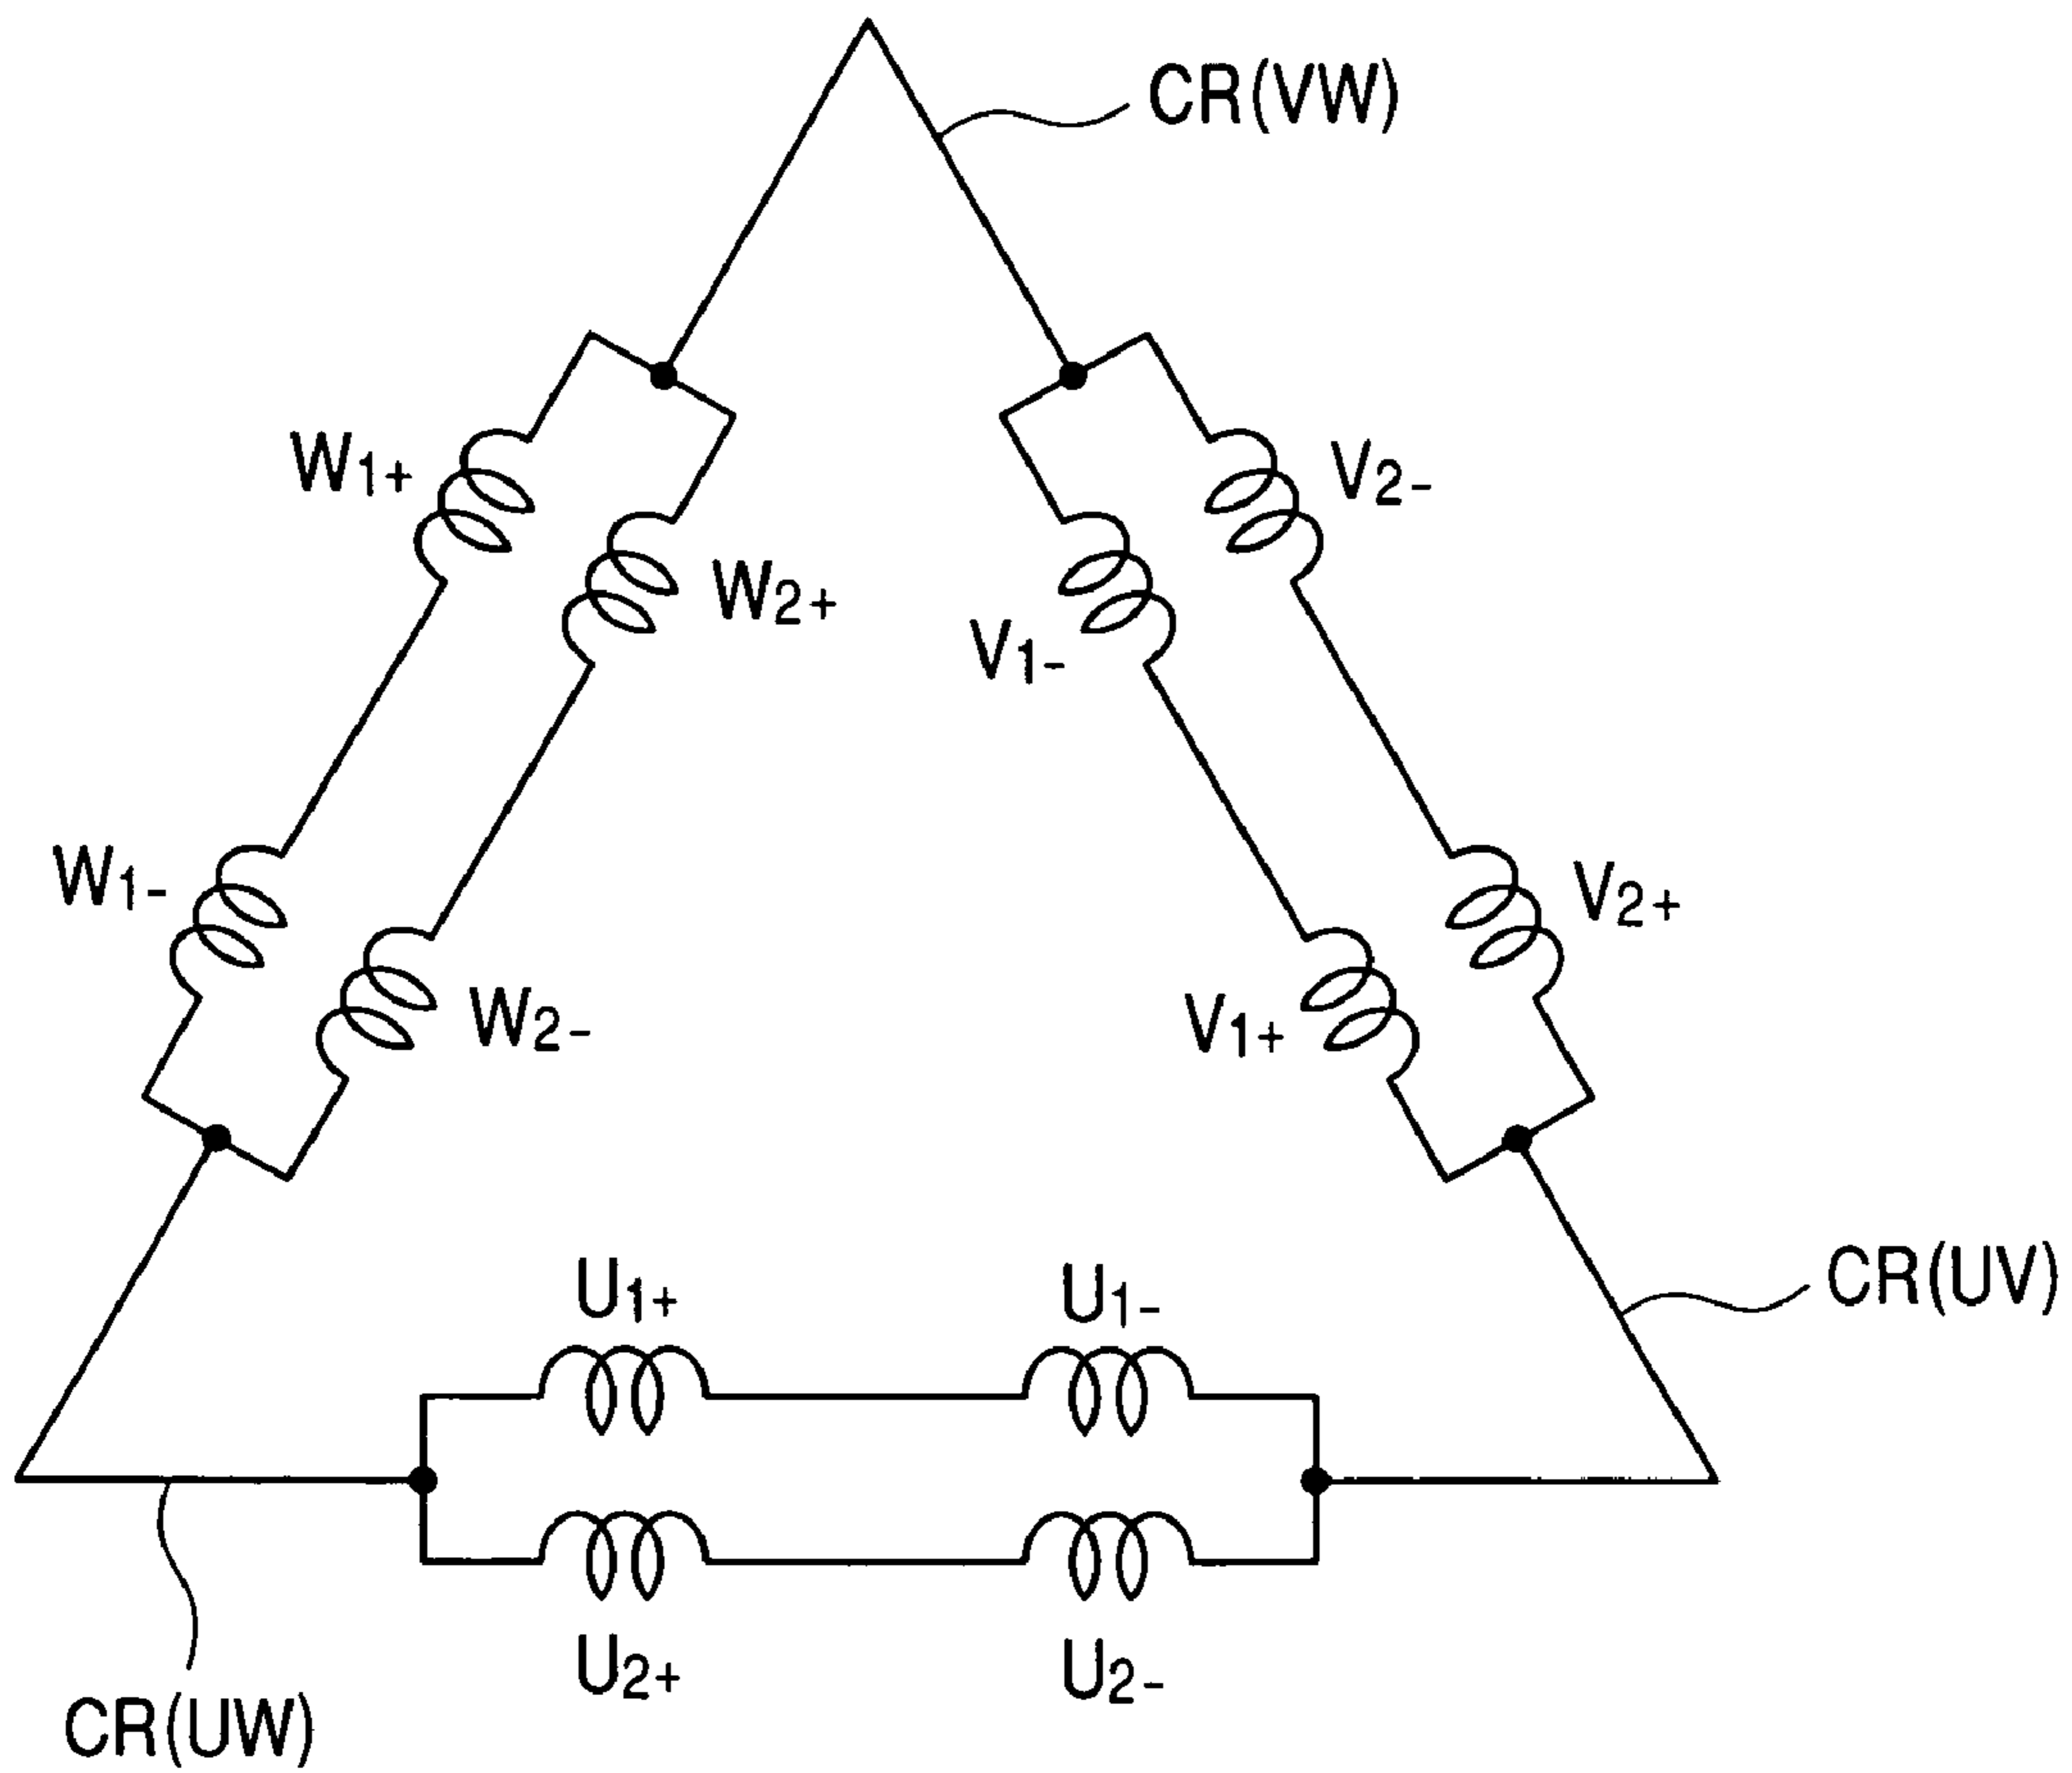 CR(VW)
W1+
V2-
W2+
V1-
W1-
V2+
W2-
V1+
CR(UV)
U1+
U1-
U2+
U2-
CR(UW)